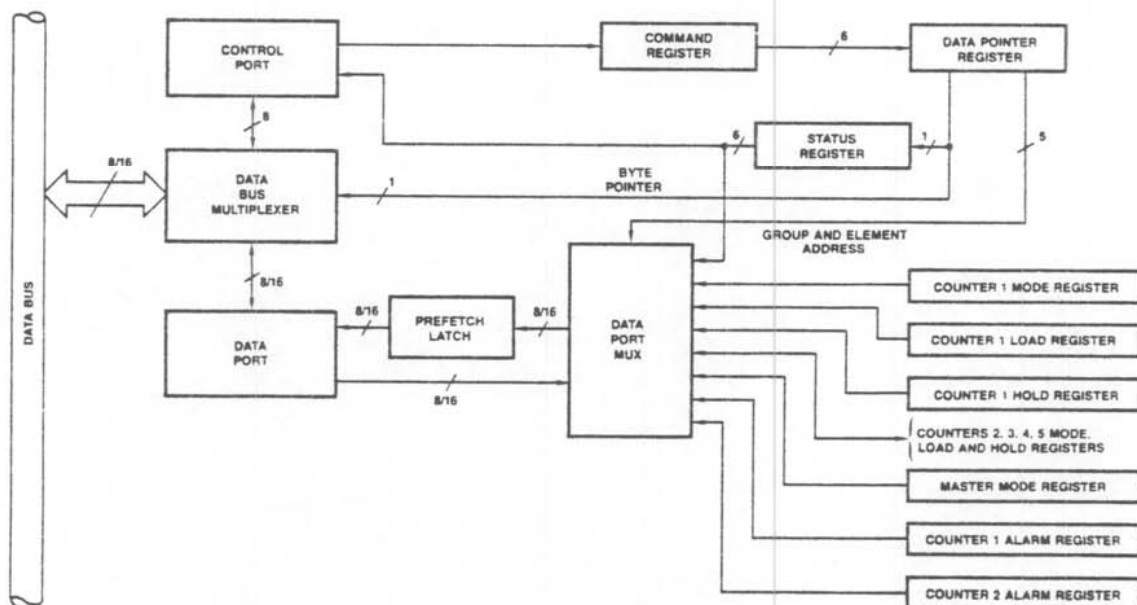 CONTROL
PORT
COMMAND
REGISTER
6
DATA POINTER
REGISTER
8
6
STATUS
REGISTER
1
5
8/16
DATA
BUS
MULTIPLEXER
1
BYTE
POINTER
GROUP AND ELEMENT
ADDRESS
8/16
DATA BUS
DATA
PORT
8/16
PREFETCH
LATCH
8/16
8/16
DATA
PORT
MUX
COUNTER 1 MODE REGISTER
COUNTER 1 LOAD REGISTER
COUNTER 1 HOLD REGISTER
COUNTERS 2, 3, 4, 5 MODE,
LOAD AND HOLD REGISTERS
MASTER MODE REGISTER
COUNTER 1 ALARM REGISTER
COUNTER 2 ALARM REGISTER